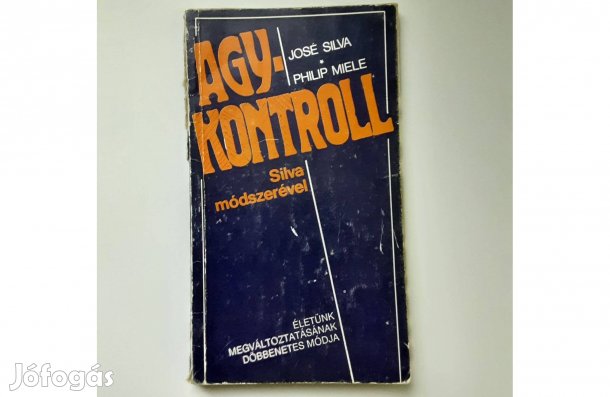 AGY-
KONTROLL
JOSÉ SILVA
*
PHILIP MIELE
Silva
módszerével
ÉLETÜNK
MEGVÁLTOZTATÁSÁNAK
DÖBBENETES MÓDJA
Jófogás